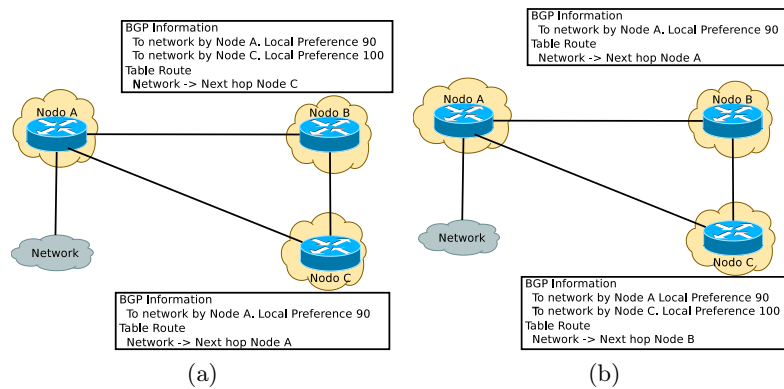 BGP Information
To network by Node A. Local Preference 90
To network by Node C. Local Preference 100
Table Route
Network -> Next hop Node C
Nodo A
Nodo B
Network
Nodo C
BGP Information
To network by Node A. Local Preference 90
Table Route
Network -> Next hop Node A
(a)
BGP Information
To network by Node A. Local Preference 90
Table Route
Network -> Next hop Node A
Nodo A
Nodo B
Network
Nodo C
BGP Information
To network by Node A Local Preference 90
To network by Node C. Local Preference 100
Table Route
Network -> Next hop Node B
(b)